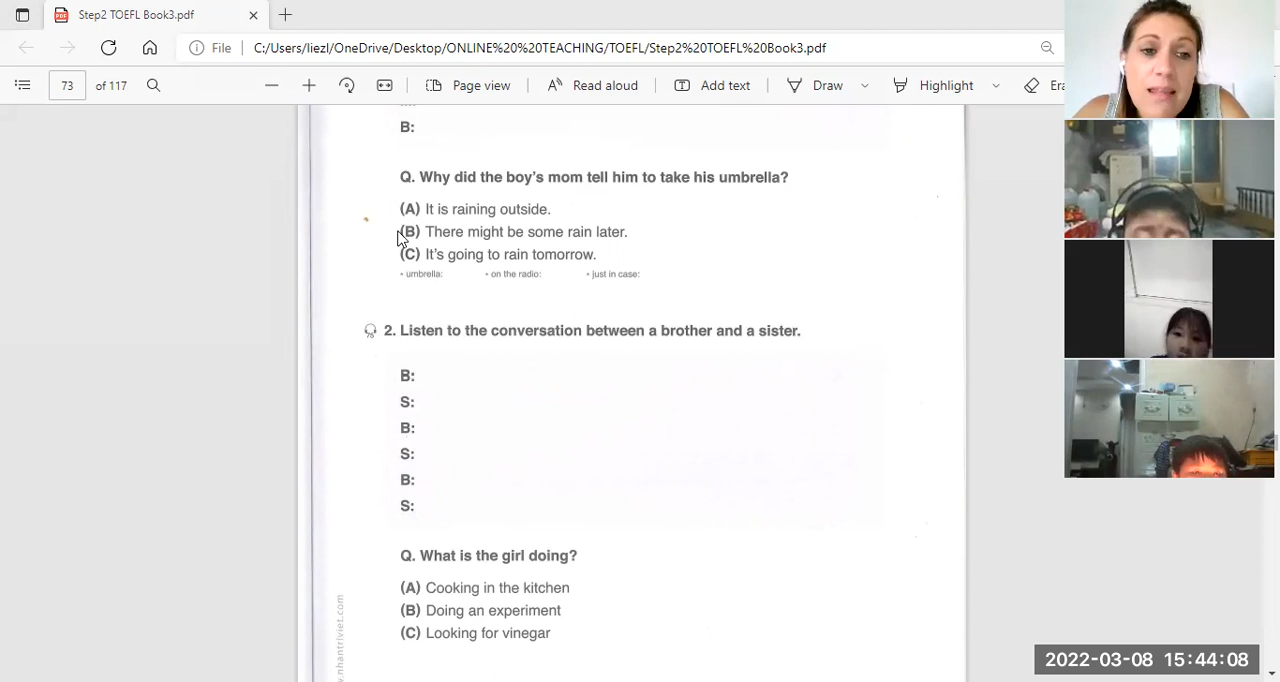 Step2 TOEFL Book3.pdf
File C:/Users/liezl/OneDrive/Desktop/ONLINE%20%20TEACHING/TOEFL/Step2%20TOEFL%20Book3.pdf
73 of 117 Page view Read aloud Add text Draw Highlight Era
B:
Q. Why did the boy's mom tell him to take his umbrella?
(A) It is raining outside.
(B) There might be some rain later.
(C) It's going to rain tomorrow.
• umbrella: • on the radio: • just in case:
2. Listen to the conversation between a brother and a sister.
B:
S:
B:
S:
B:
S:
Q. What is the girl doing?
(A) Cooking in the kitchen
(B) Doing an experiment
(C) Looking for vinegar
w.nhantriviet.com
2022-03-08 15:44:08